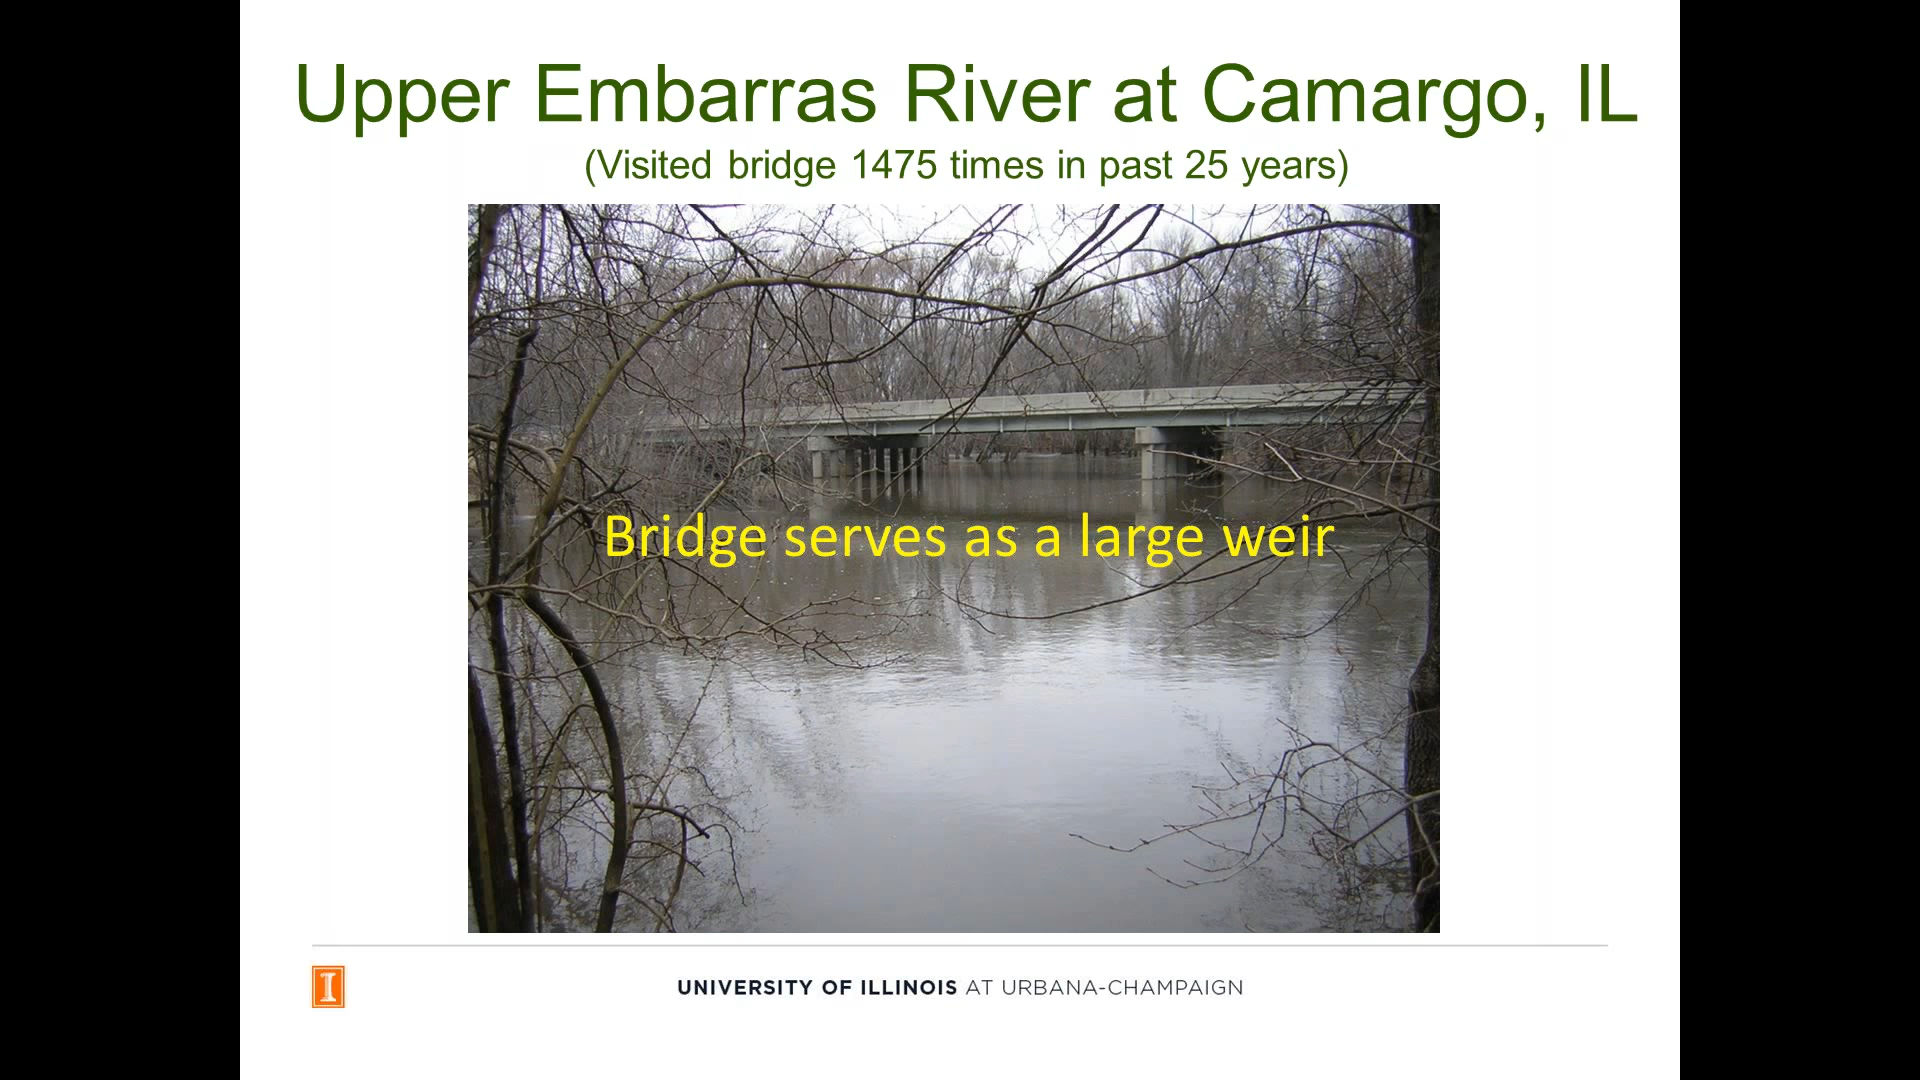 Upper Embarras River at Camargo, IL
(Visited bridge 1475 times in past 25 years)
Bridge serves as a large weir
I
UNIVERSITY OF ILLINOIS AT URBANA-CHAMPAIGN